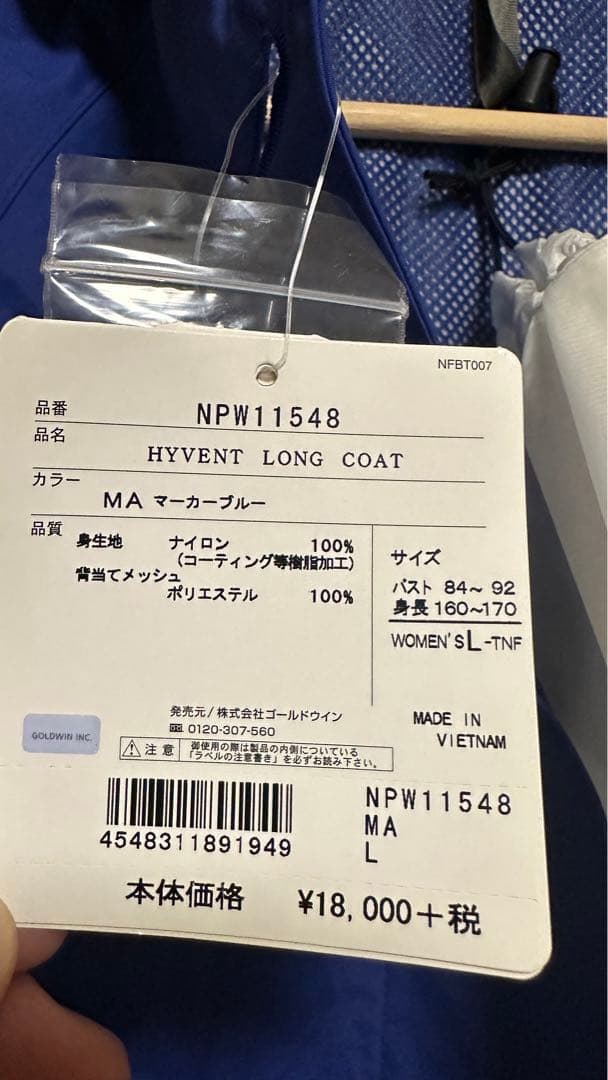 NFBT007
品番 NPW11548
品名
HYVENT LONG COAT
カラー
MA マーカーブルー
品質
身生地 ナイロン 100%
(コーティング等樹脂加工)
背当てメッシュ
ポリエステル 100%
サイズ
バスト 84～92
身長 160～170
WOMEN'S L-TNF
発売元/株式会社ゴールドウイン
0120-307-560
GOLDWIN INC.
注意 御使用の際は製品の内側についている
「ラベルの注意書き」を必ずお読み下さい。
MADE IN
VIETNAM
4548311891949
NPW11548
MA
L
本体価格 ¥18,000+税